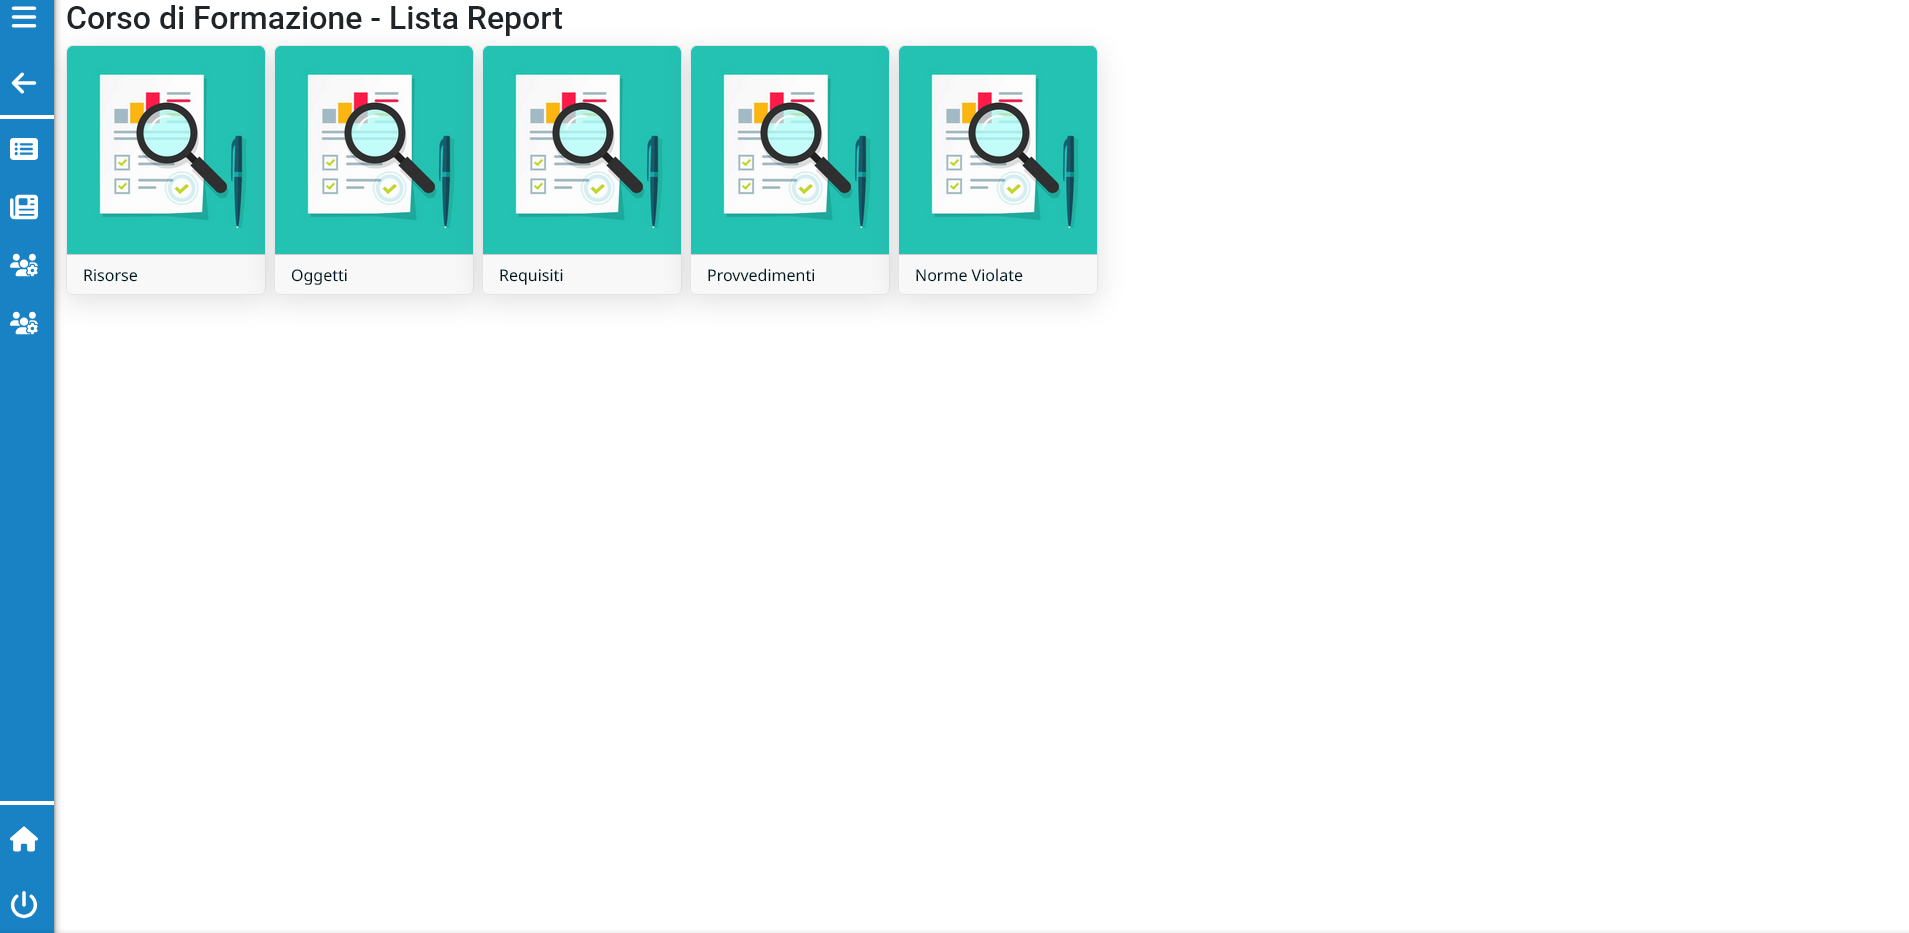 Corso di Formazione - Lista Report
Risorse
Oggetti
Requisiti
Provvedimenti
Norme Violate